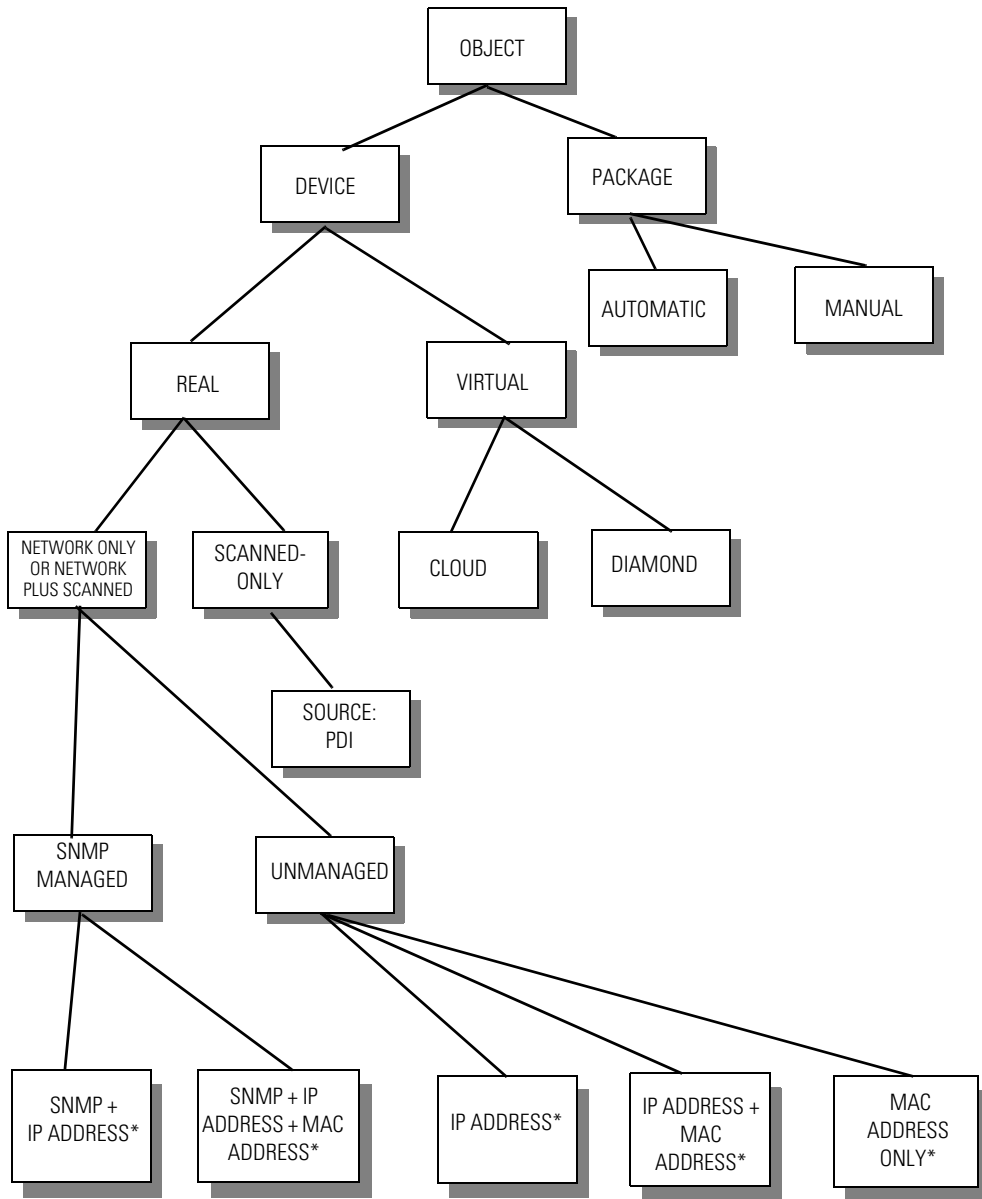 OBJECT
DEVICE
PACKAGE
AUTOMATIC
MANUAL
REAL
VIRTUAL
NETWORK ONLY
OR NETWORK
PLUS SCANNED
SCANNED-
ONLY
CLOUD
DIAMOND
SOURCE:
PDI
SNMP
MANAGED
UNMANAGED
SNMP +
IP ADDRESS*
SNMP + IP
ADDRESS + MAC
ADDRESS*
IP ADDRESS*
IP ADDRESS +
MAC
ADDRESS*
MAC
ADDRESS
ONLY*